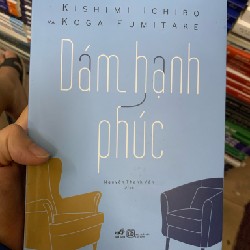 KISHIMI ICHIRO
VÀ KOGA FUMITAKE
Dám hạnh
phúc